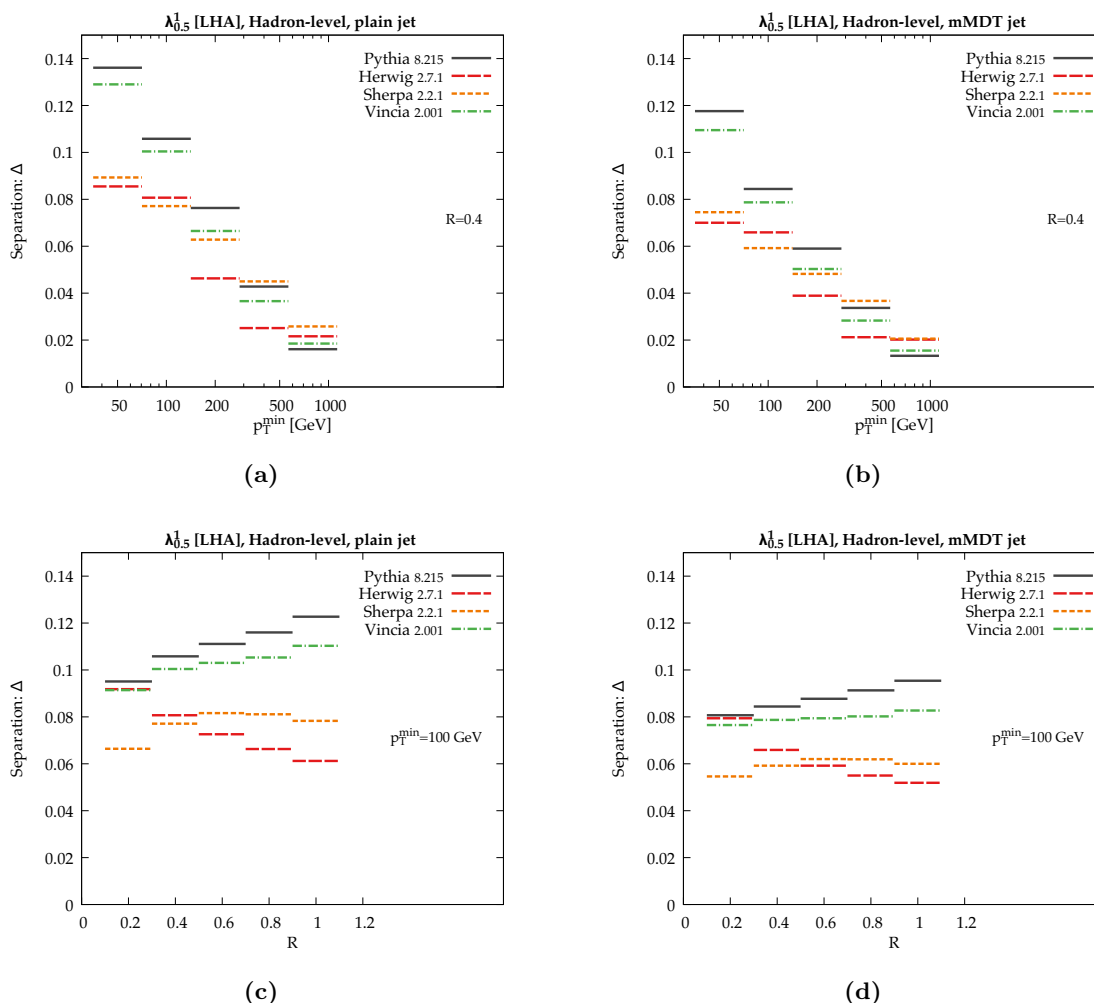 λ¹₀.₅ [LHA], Hadron-level, plain jet
0.14
0.12
0.1
0.08
0.06
0.04
0.02
0
Separation: Δ
Pythia 8.215
Herwig 2.7.1
Sherpa 2.2.1
Vincia 2.001
R=0.4
50 100 200 500 1000
p_T^min [GeV]
(a)
λ¹₀.₅ [LHA], Hadron-level, mMDT jet
0.14
0.12
0.1
0.08
0.06
0.04
0.02
0
Separation: Δ
Pythia 8.215
Herwig 2.7.1
Sherpa 2.2.1
Vincia 2.001
R=0.4
50 100 200 500 1000
p_T^min [GeV]
(b)
λ¹₀.₅ [LHA], Hadron-level, plain jet
0.14
0.12
0.1
0.08
0.06
0.04
0.02
0
Separation: Δ
Pythia 8.215
Herwig 2.7.1
Sherpa 2.2.1
Vincia 2.001
p_T^min=100 GeV
0 0.2 0.4 0.6 0.8 1 1.2
R
(c)
λ¹₀.₅ [LHA], Hadron-level, mMDT jet
0.14
0.12
0.1
0.08
0.06
0.04
0.02
0
Separation: Δ
Pythia 8.215
Herwig 2.7.1
Sherpa 2.2.1
Vincia 2.001
p_T^min=100 GeV
0 0.2 0.4 0.6 0.8 1 1.2
R
(d)